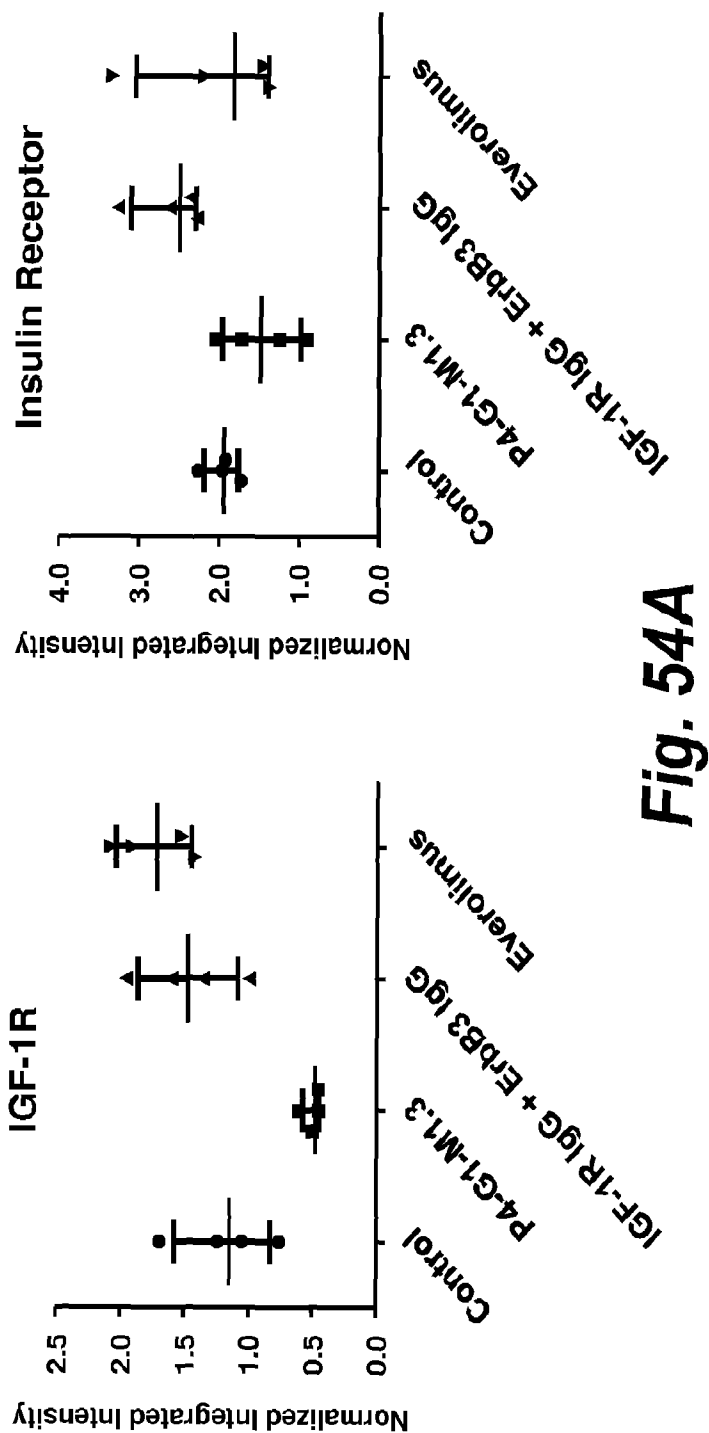 IGF-1R
Normalized Integrated Intensity
2.5
2.0
1.5
1.0
0.5
0.0
Control
P4-G1-M1.3
IGF-1R IgG + ErbB3 IgG
Everolimus
Insulin Receptor
Normalized Integrated Intensity
4.0
3.0
2.0
1.0
0.0
Control
P4-G1-M1.3
IGF-1R IgG + ErbB3 IgG
Everolimus
Fig. 54A